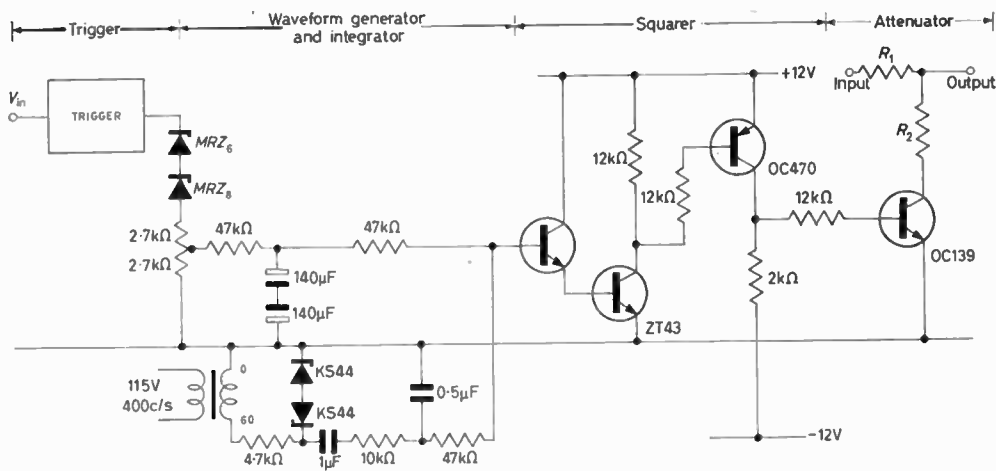 Trigger
Waveform generator
and integrator
Squarer
Attenuator
V_in
TRIGGER
MRZ₆
MRZ₈
2·7kΩ
2·7kΩ
47kΩ
47kΩ
140µF
140µF
115V
400c/s
0
60
KS44
KS44
4·7kΩ
1µF
10kΩ
0·5µF
47kΩ
+12V
12kΩ
12kΩ
OC470
ZT43
12kΩ
2kΩ
−12V
R₁
Input
Output
R₂
OC139